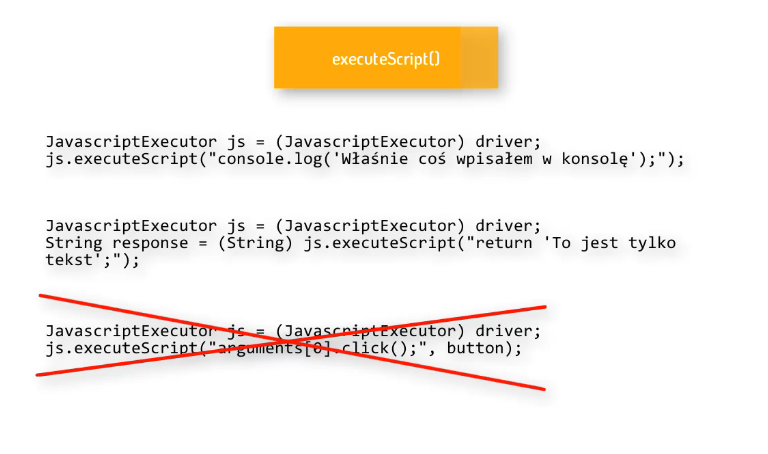 executeScript()
JavascriptExecutor js = (JavascriptExecutor) driver;
js.executeScript("console.log('Właśnie coś wpisałem w konsolę');");
JavascriptExecutor js = (JavascriptExecutor) driver;
String response = (String) js.executeScript("return 'To jest tylko
tekst';");
JavascriptExecutor js = (JavascriptExecutor) driver;
js.executeScript("arguments[0].click();", button);